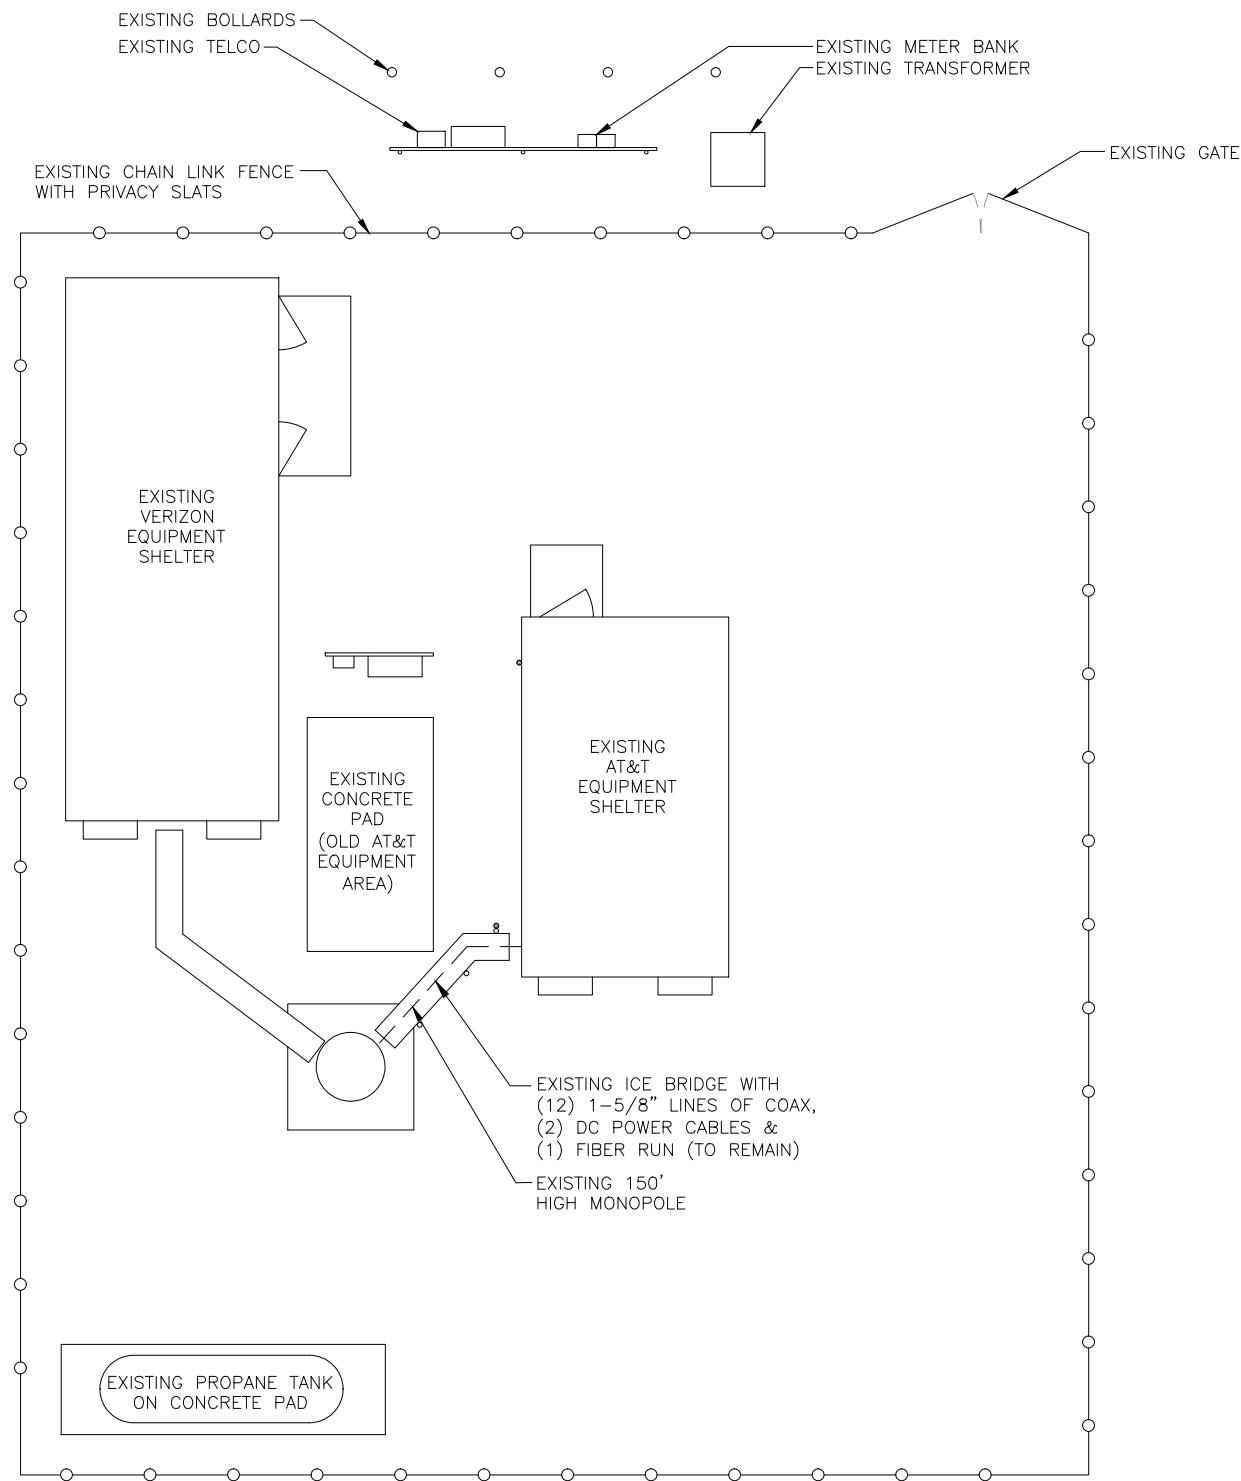 EXISTING BOLLARDS
EXISTING TELCO
EXISTING METER BANK
EXISTING TRANSFORMER
EXISTING GATE
EXISTING CHAIN LINK FENCE
WITH PRIVACY SLATS
EXISTING
VERIZON
EQUIPMENT
SHELTER
EXISTING
AT&T
EQUIPMENT
SHELTER
EXISTING
CONCRETE
PAD
(OLD AT&T
EQUIPMENT
AREA)
EXISTING ICE BRIDGE WITH
(12) 1-5/8" LINES OF COAX,
(2) DC POWER CABLES &
(1) FIBER RUN (TO REMAIN)
EXISTING 150'
HIGH MONOPOLE
EXISTING PROPANE TANK
ON CONCRETE PAD